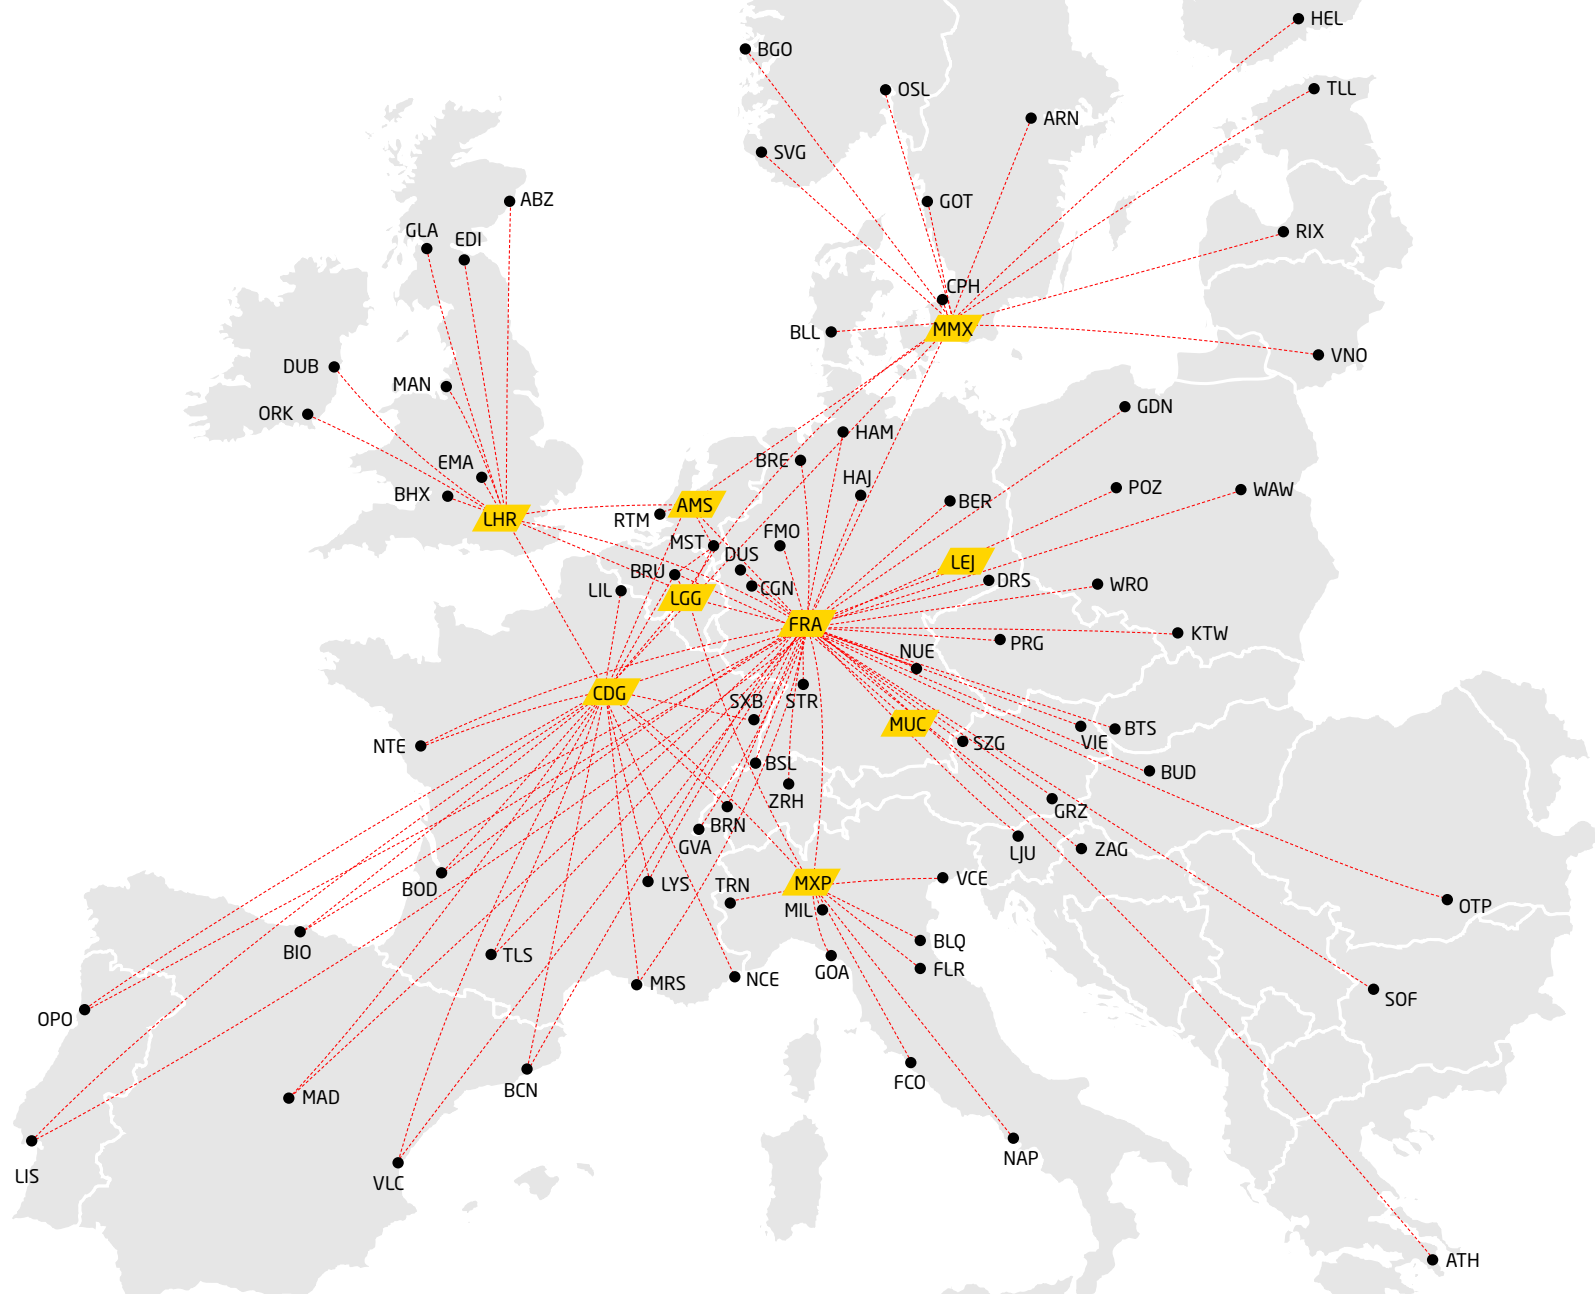 HEL
BGO
TLL
OSL
ARN
SVG
ABZ
GOT
GLA
EDI
RIX
CPH
MMX
BLL
VNO
DUB
MAN
GDN
ORK
HAM
BRE
EMA
HAJ
BHX
BER
POZ
WAW
AMS
LHR
RTM
FMO
MST
DUS
LEJ
BRU
DRS
LIL
CGN
WRO
LGG
FRA
KTW
PRG
NUE
CDG
SXB
STR
MUC
BTS
NTE
SZG
VIE
BSL
BUD
ZRH
GRZ
BRN
GVA
LJU
ZAG
BOD
LYS
TRN
MXP
VCE
OTP
MIL
BLQ
BIO
TLS
GOA
FLR
MRS
NCE
SOF
OPO
FCO
BCN
MAD
NAP
LIS
VLC
ATH